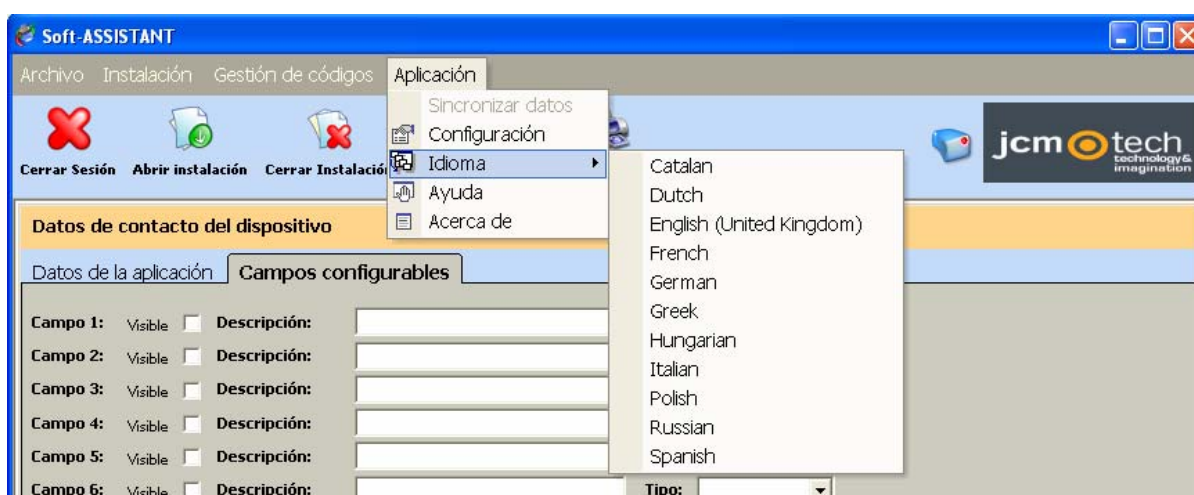 Soft-ASSISTANT
Archivo Instalación Gestión de códigos Aplicación
Sincronizar datos
Configuración
Idioma
Ayuda
Acerca de
Cerrar Sesión Abrir instalación Cerrar Instalació
jcm tech
technology&
imagination
Catalan
Dutch
English (United Kingdom)
French
German
Greek
Hungarian
Italian
Polish
Russian
Spanish
Datos de contacto del dispositivo
Datos de la aplicación Campos configurables
Campo 1: Visible Descripción:
Campo 2: Visible Descripción:
Campo 3: Visible Descripción:
Campo 4: Visible Descripción:
Campo 5: Visible Descripción:
Campo 6: Visible Descripción: Tipo: